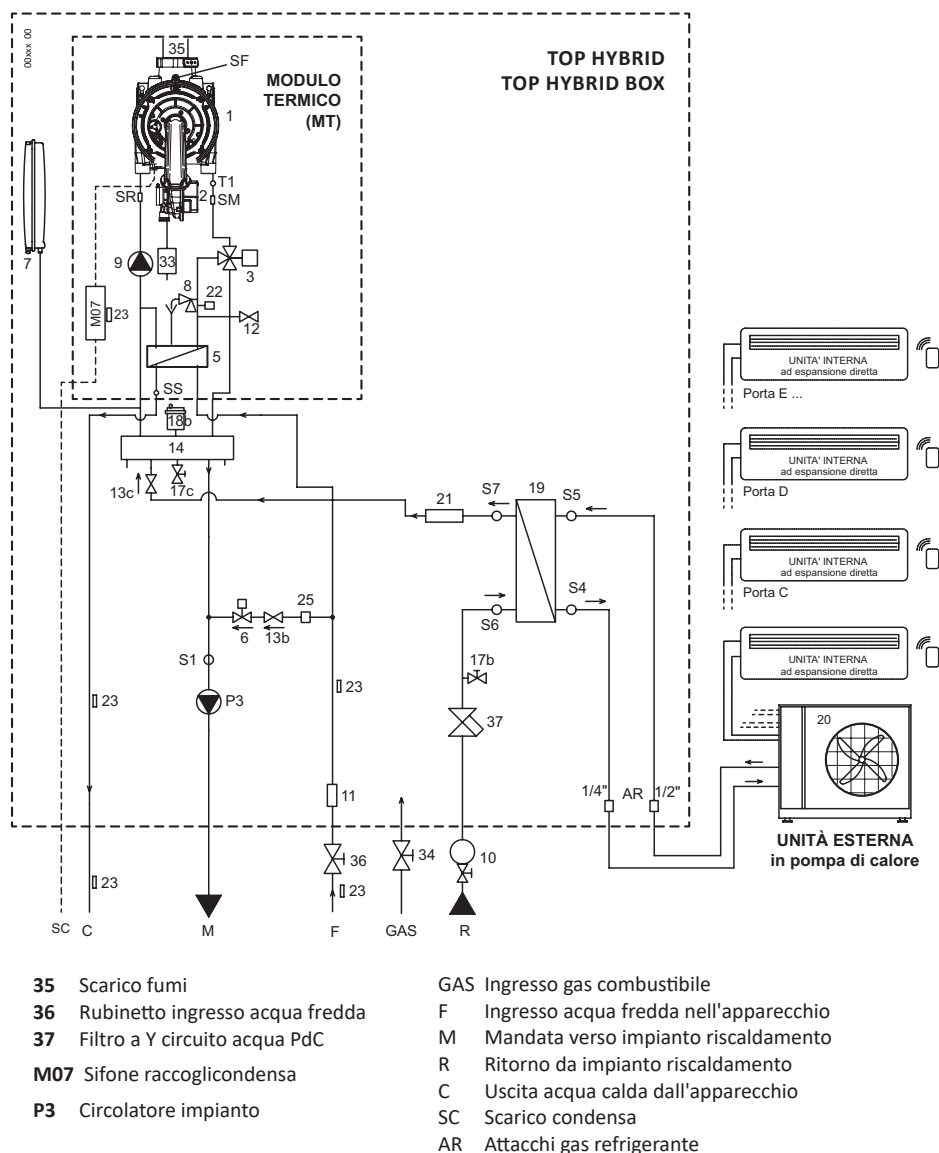 00xxx 00
35
SF
MODULO
TERMICO
(MT)
TOP HYBRID
TOP HYBRID BOX
1
T1
SR
2
SM
7
9
33
3
8
22
M07
23
12
5
SS
18b
14
13c
17c
21
S7
19
S5
S6
S4
25
6
13b
S1
17b
P3
23
23
37
11
1/4"
AR
1/2"
36
34
10
23
23
SC
C
M
F
GAS
R
UNITA' INTERNA
ad espansione diretta
Porta E ...
UNITA' INTERNA
ad espansione diretta
Porta D
UNITA' INTERNA
ad espansione diretta
Porta C
UNITA' INTERNA
ad espansione diretta
20
UNITÀ ESTERNA
in pompa di calore
35 Scarico fumi
36 Rubinetto ingresso acqua fredda
37 Filtro a Y circuito acqua PdC
M07 Sifone raccoglicondensa
P3 Circolatore impianto
GAS Ingresso gas combustibile
F Ingresso acqua fredda nell'apparecchio
M Mandata verso impianto riscaldamento
R Ritorno da impianto riscaldamento
C Uscita acqua calda dall'apparecchio
SC Scarico condensa
AR Attacchi gas refrigerante